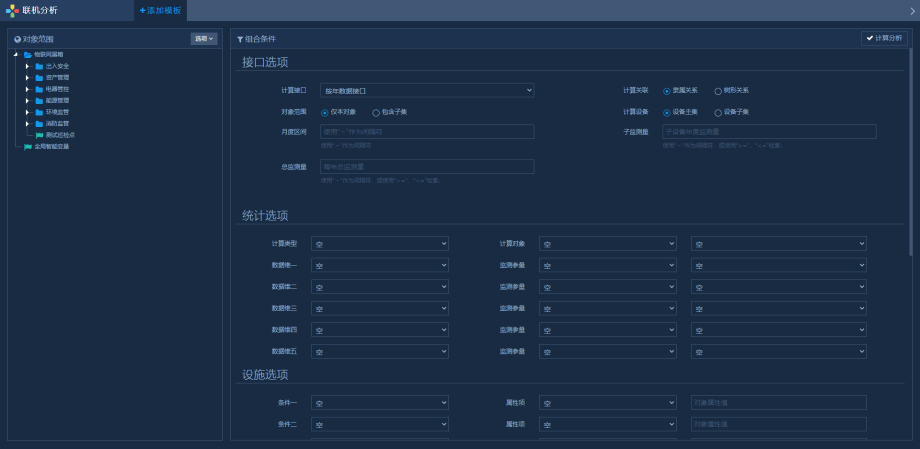 联机分析
+添加模板
对象范围
选项
物联网黑箱
出入安全
资产管理
电器管控
能源管理
环境监管
消防监管
测试巡检点
全局智能变量
组合条件
计算分析
接口选项
计算接口 按年数据接口 计算关联 隶属关系 树形关系
对象范围 仅本对象 包含子集 计算设备 设备主集 设备子集
月度区间 使用"~"作为间隔符 子监测量 子设备年度监测量
使用"~"作为间隔符 使用"~"作为间隔符，或使用">="、"<="检索;
总监测量 每年总监测量
使用"~"作为间隔符，或使用">="、"<="检索;
统计选项
计算类型 空 计算对象 空 空
数据维一 空 监测参量 空 空
数据维二 空 监测参量 空 空
数据维三 空 监测参量 空 空
数据维四 空 监测参量 空 空
数据维五 空 监测参量 空 空
设施选项
条件一 空 属性项 空 对象属性值
条件二 空 属性项 空 对象属性值